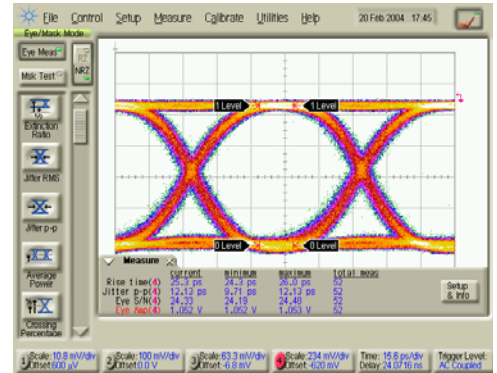 File Control Setup Measure Calibrate Utilities Help 20 Feb 2004 17:45
Eye/Mask Mode
Eye Meas
RZ
NRZ
Msk Test
Extinction
Ratio
Jitter RMS
Jitter p-p
Average
Power
Crossing
Percentage
1 Level 1 Level
0 Level 0 Level
Measure
current minimum maximum total meas
Rise time(4) 25.3 ps 24.3 ps 26.0 ps 52
Jitter p-p(4) 12.13 ps 9.71 ps 12.13 ps 52
Eye S/N(4) 24.33 24.19 24.40 52
Eye Amp(4) 1.052 V 1.052 V 1.053 V 52
Setup
& Info
1 Scale:10.8 mV/div
Offset:600 µV
2 Scale:100 mV/div
Offset:0.0 V
3 Scale:63.3 mV/div
Offset:-6.8 mV
4 Scale:234 mV/div
Offset:-620 mV
Time: 15.6 ps/div
Delay:24.0716 ns
Trigger Level:
AC Coupled